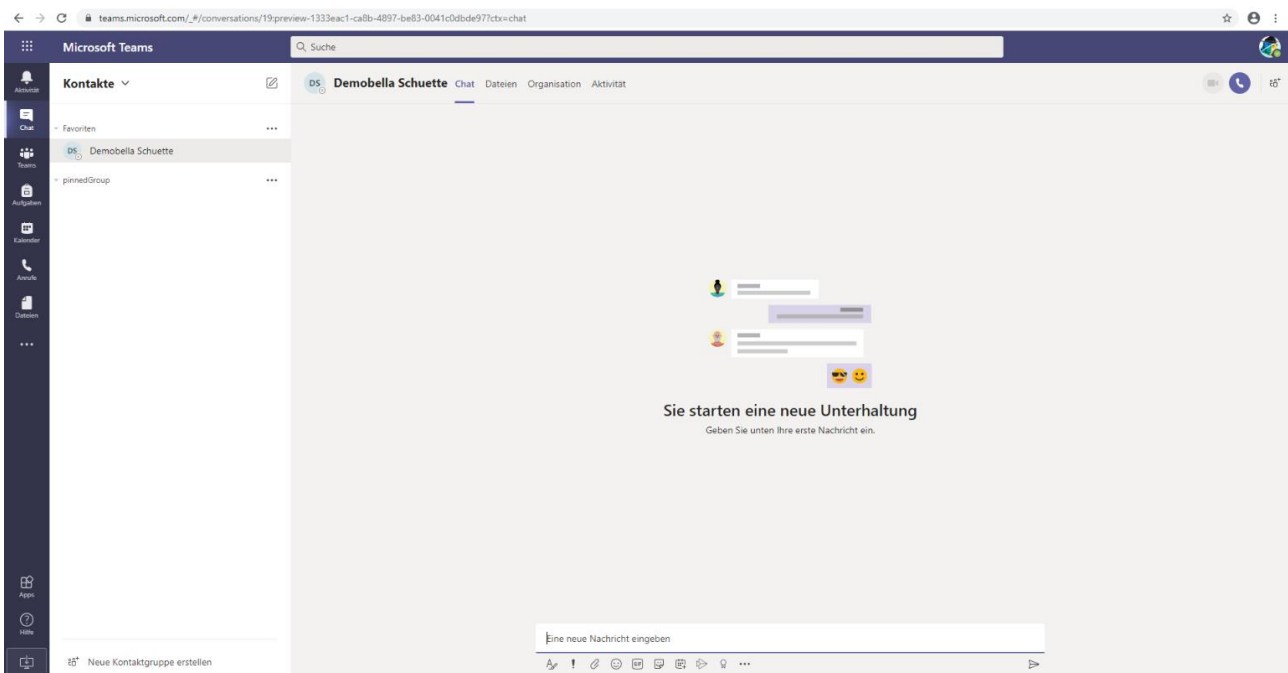 teams.microsoft.com/_#/conversations/19:preview-1333eac1-ca8b-4897-be83-0041c0dbde97?ctx=chat
Microsoft Teams
Suche
Aktivität
Chat
Teams
Aufgaben
Kalender
Anrufe
Dateien
Apps
Hilfe
Kontakte
Favoriten
DS Demobella Schuette
pinnedGroup
Neue Kontaktgruppe erstellen
DS Demobella Schuette Chat Dateien Organisation Aktivität
Sie starten eine neue Unterhaltung
Geben Sie unten Ihre erste Nachricht ein.
Eine neue Nachricht eingeben
GIF